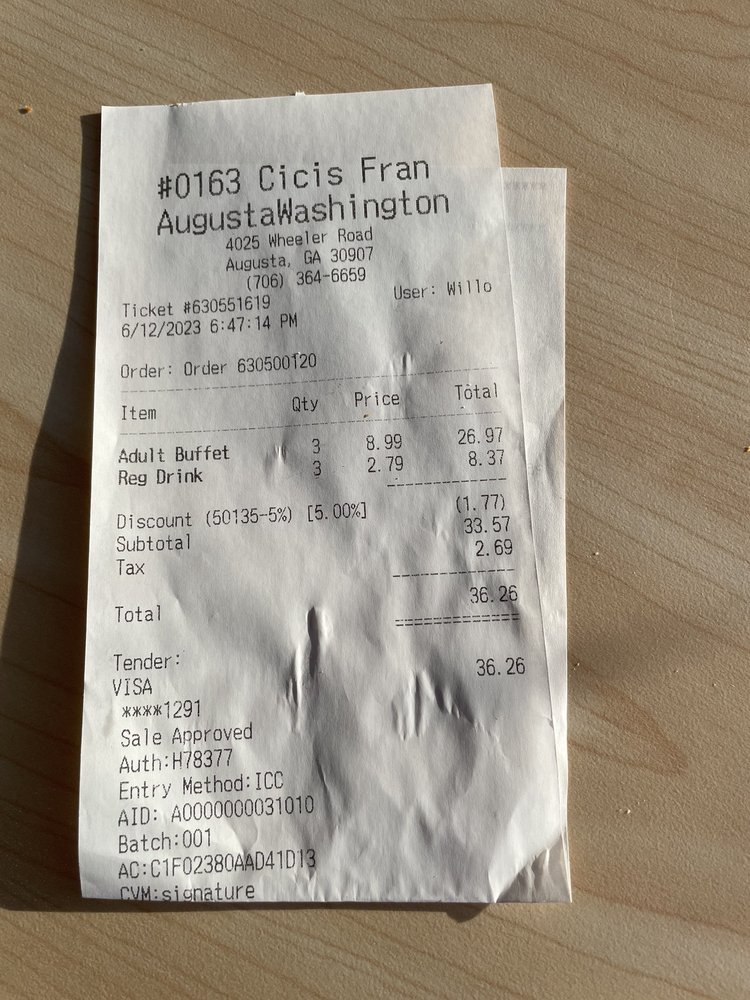 #0163 Cicis Fran
AugustaWashington
4025 Wheeler Road
Augusta, GA 30907
(706) 364-6659
Ticket #630551619 User: Willo
6/12/2023 6:47:14 PM
Order: Order 630500120
Item Qty Price Total
Adult Buffet 3 8.99 26.97
Reg Drink 3 2.79 8.37
Discount (50135-5%) [5.00%] (1.77)
Subtotal 33.57
Tax 2.69
Total 36.26
Tender:
VISA 36.26
****1291
Sale Approved
Auth:H78377
Entry Method:ICC
AID: A0000000031010
Batch:001
AC:C1F02380AAD41D13
CVM:signature